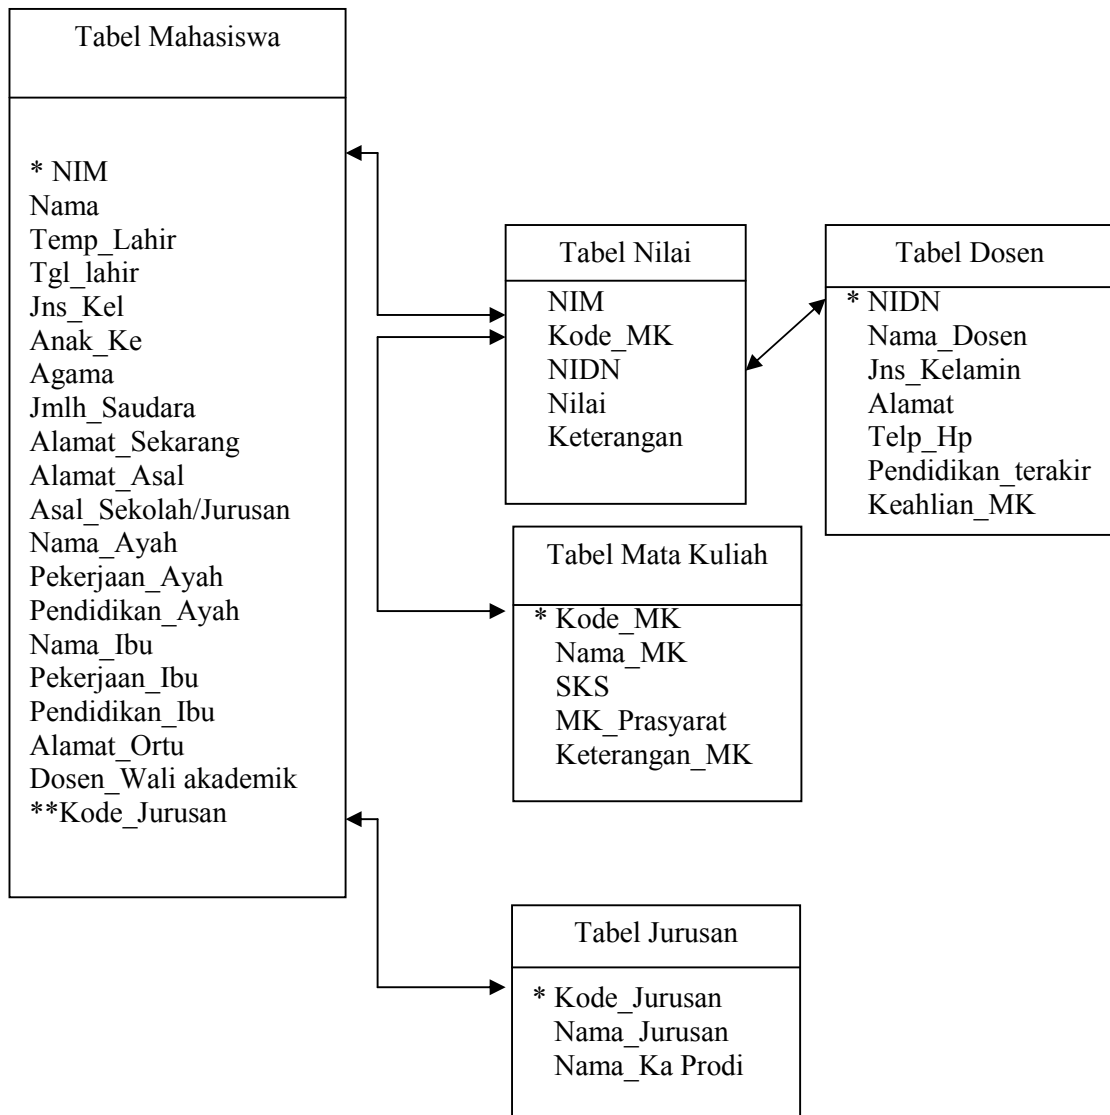 Tabel Mahasiswa
* NIM
Nama
Temp_Lahir
Tgl_lahir
Jns_Kel
Anak_Ke
Agama
Jmlh_Saudara
Alamat_Sekarang
Alamat_Asal
Asal_Sekolah/Jurusan
Nama_Ayah
Pekerjaan_Ayah
Pendidikan_Ayah
Nama_Ibu
Pekerjaan_Ibu
Pendidikan_Ibu
Alamat_Ortu
Dosen_Wali akademik
**Kode_Jurusan
Tabel Nilai
NIM
Kode_MK
NIDN
Nilai
Keterangan
Tabel Dosen
* NIDN
Nama_Dosen
Jns_Kelamin
Alamat
Telp_Hp
Pendidikan_terakir
Keahlian_MK
Tabel Mata Kuliah
* Kode_MK
Nama_MK
SKS
MK_Prasyarat
Keterangan_MK
Tabel Jurusan
* Kode_Jurusan
Nama_Jurusan
Nama_Ka Prodi